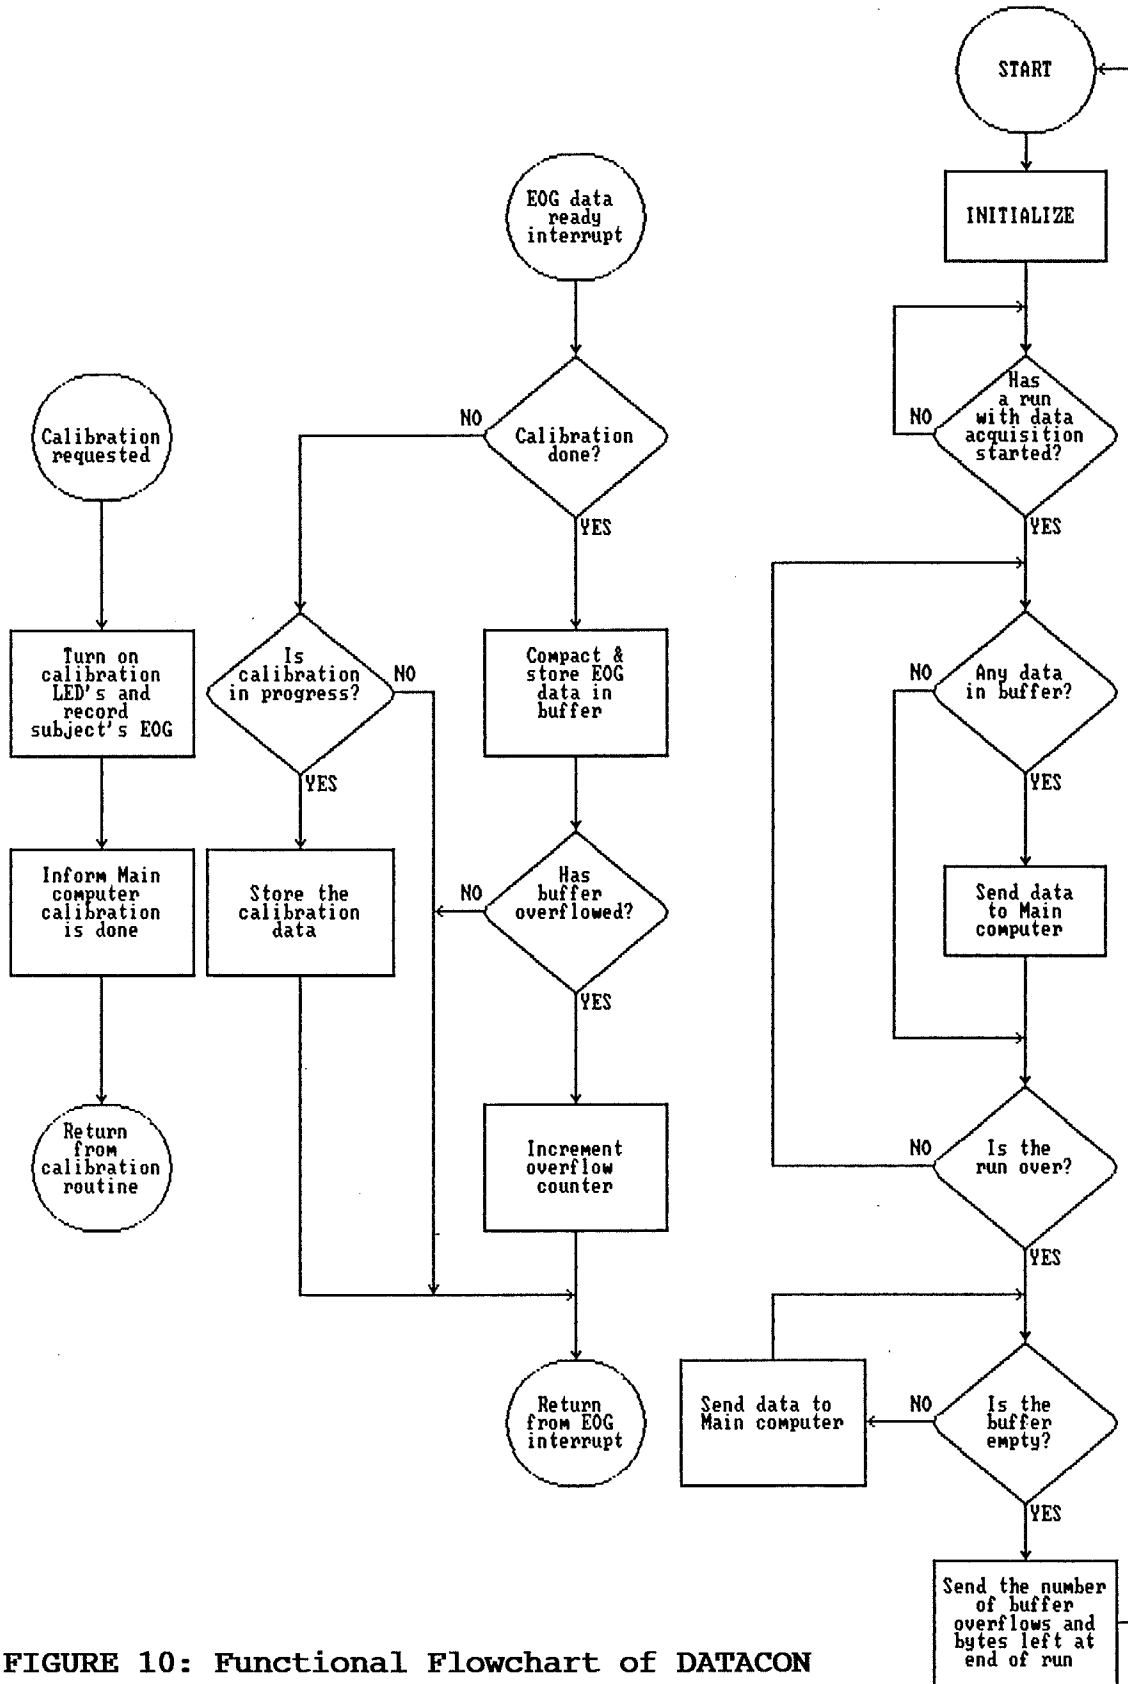 START
INITIALIZE
Has
a run
with data
acquisition
started?
NO
YES
Any data
in buffer?
NO
YES
Send data
to Main
computer
Is the
run over?
NO
YES
Is the
buffer
empty?
NO
Send data to
Main computer
YES
Send the number
of buffer
overflows and
bytes left at
end of run
EOG data
ready
interrupt
Calibration
done?
NO
YES
Is
calibration
in progress?
NO
YES
Store the
calibration
data
Compact &
store EOG
data in
buffer
Has
buffer
overflowed?
NO
YES
Increment
overflow
counter
Return
from EOG
interrupt
Calibration
requested
Turn on
calibration
LED's and
record
subject's EOG
Inform Main
computer
calibration
is done
Return
from
calibration
routine
FIGURE 10: Functional Flowchart of DATACON